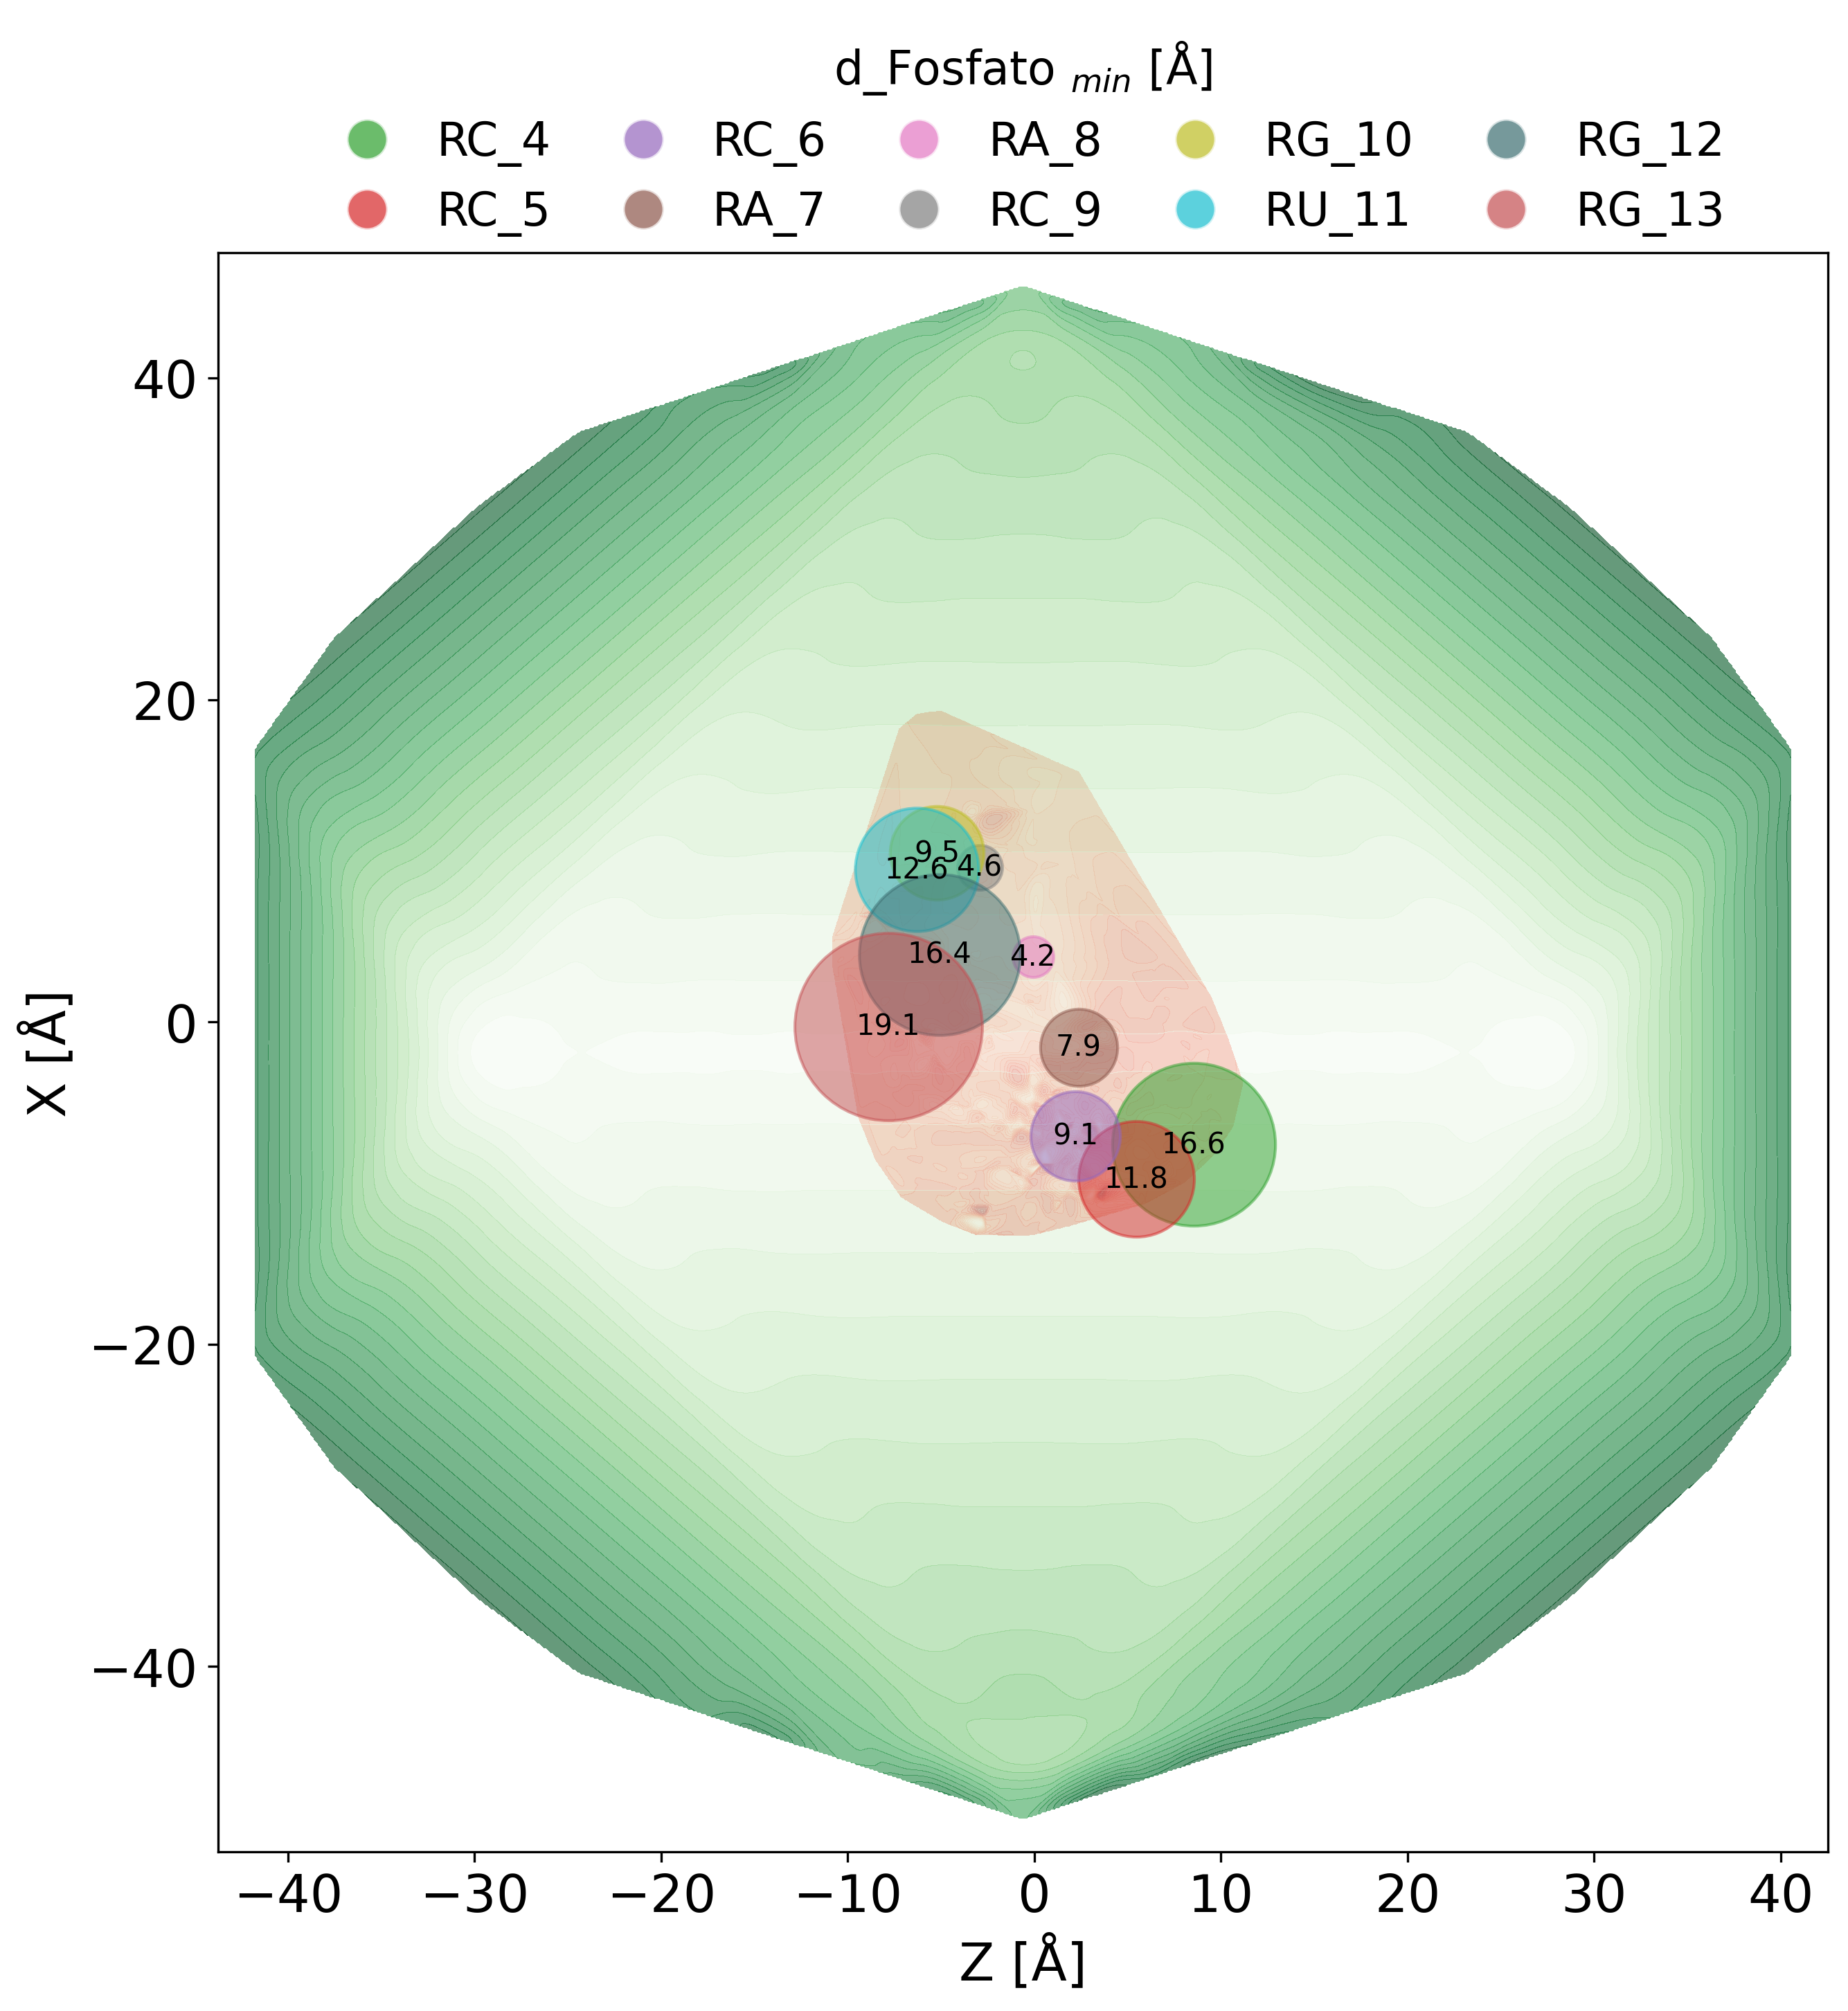 d_Fosfato min [Å]
RC_4 RC_6 RA_8 RG_10 RG_12
RC_5 RA_7 RC_9 RU_11 RG_13
40
20
0
−20
−40
X [Å]
9.5
12.6 4.6
16.4 4.2
19.1
7.9
9.1 16.6
11.8
−40 −30 −20 −10 0 10 20 30 40
Z [Å]